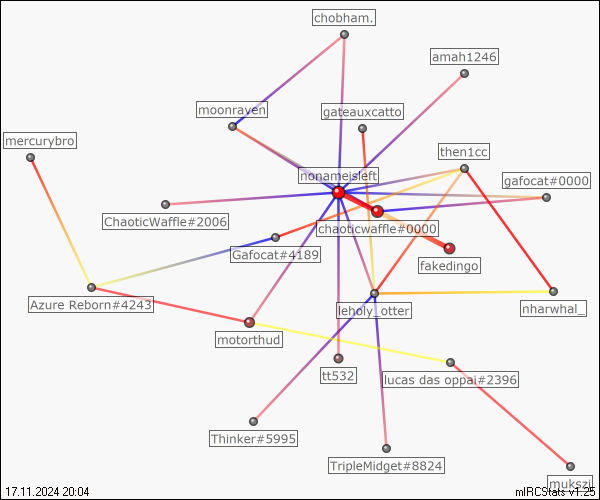 chobham.
amah1246
moonraven
gateauxcatto
mercurybro
then1cc
nonameisleft
gafocat#0000
ChaoticWaffle#2006
chaoticwaffle#0000
Gafocat#4189
fakedingo
Azure Reborn#4243
leholy_otter
nharwhal_
motorthud
tt532
lucas das oppai#2396
Thinker#5995
TripleMidget#8824
mukszi
17.11.2024 20:04
mIRCStats v1.25